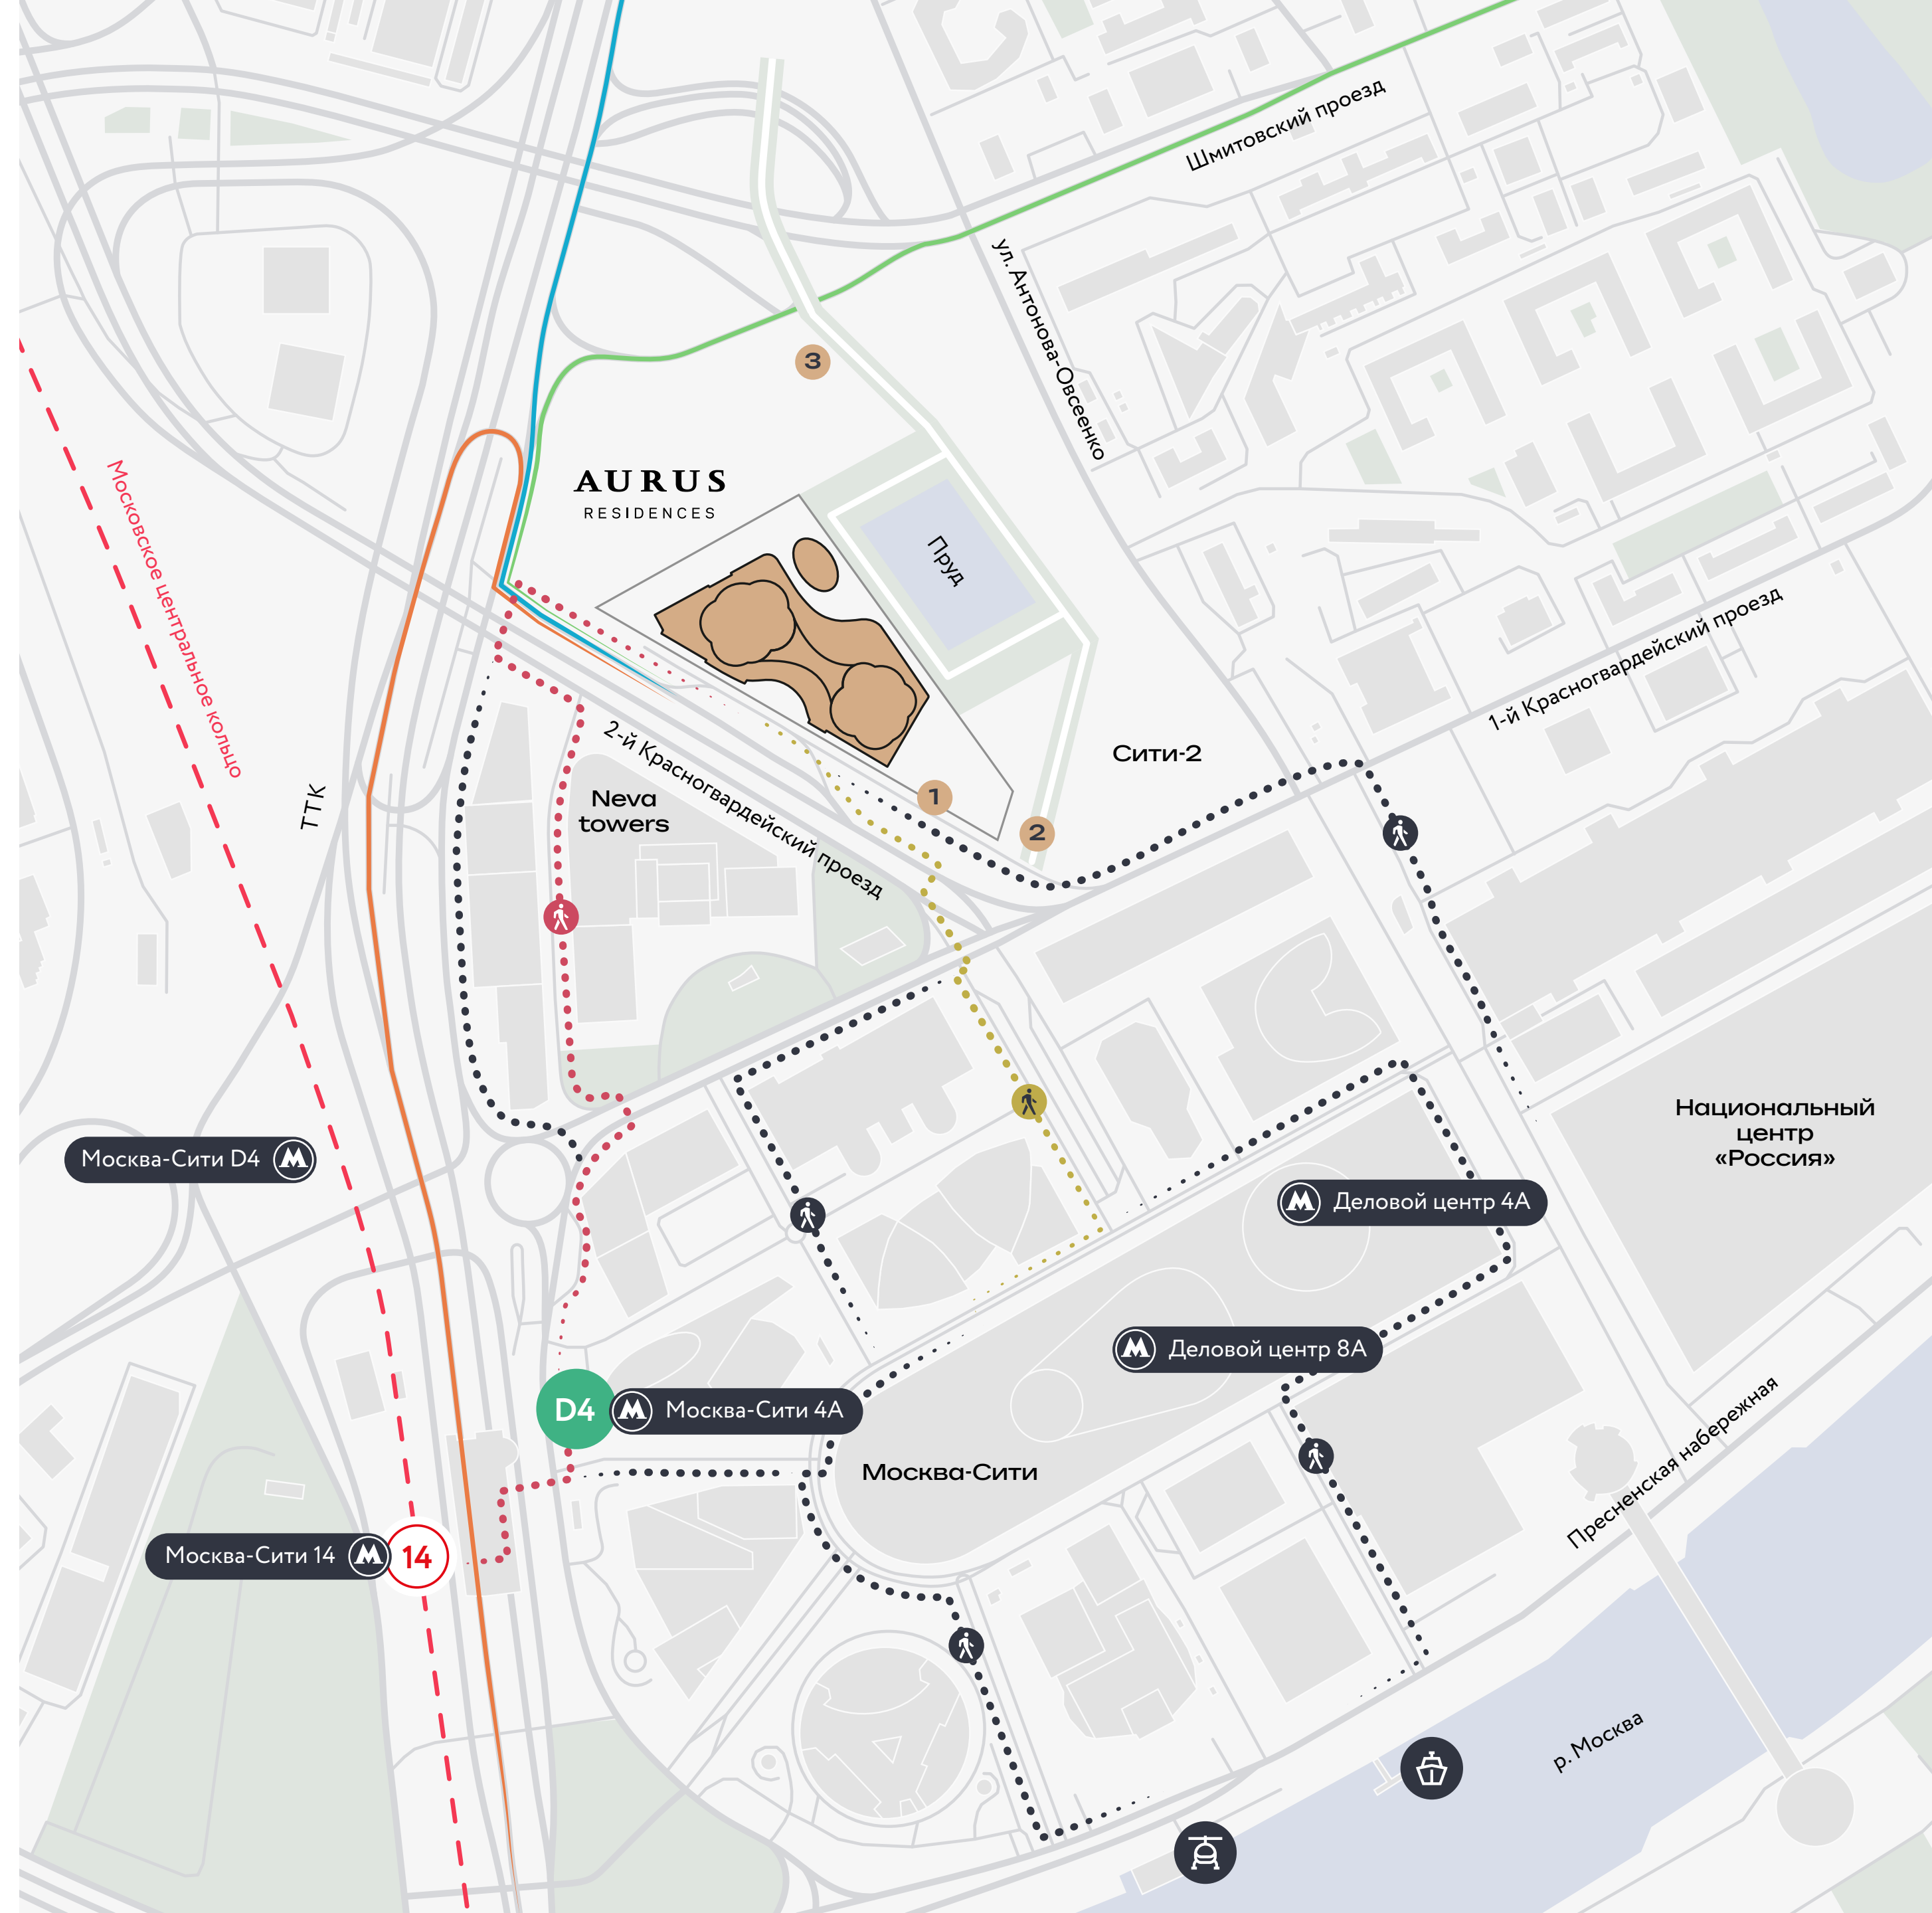 Шмитовский проезд
ул. Антонова-Овсеенко
3
AURUS
RESIDENCES
Пруд
Московское центральное кольцо
1-й Красногвардейский проезд
Сити-2
2-й Красногвардейский проезд
ТТК
Neva
towers
1
2
Национальный
центр
«Россия»
Москва-Сити D4
Деловой центр 4А
Деловой центр 8А
D4
Москва-Сити 4А
Москва-Сити
Пресненская набережная
Москва-Сити 14
14
р. Москва